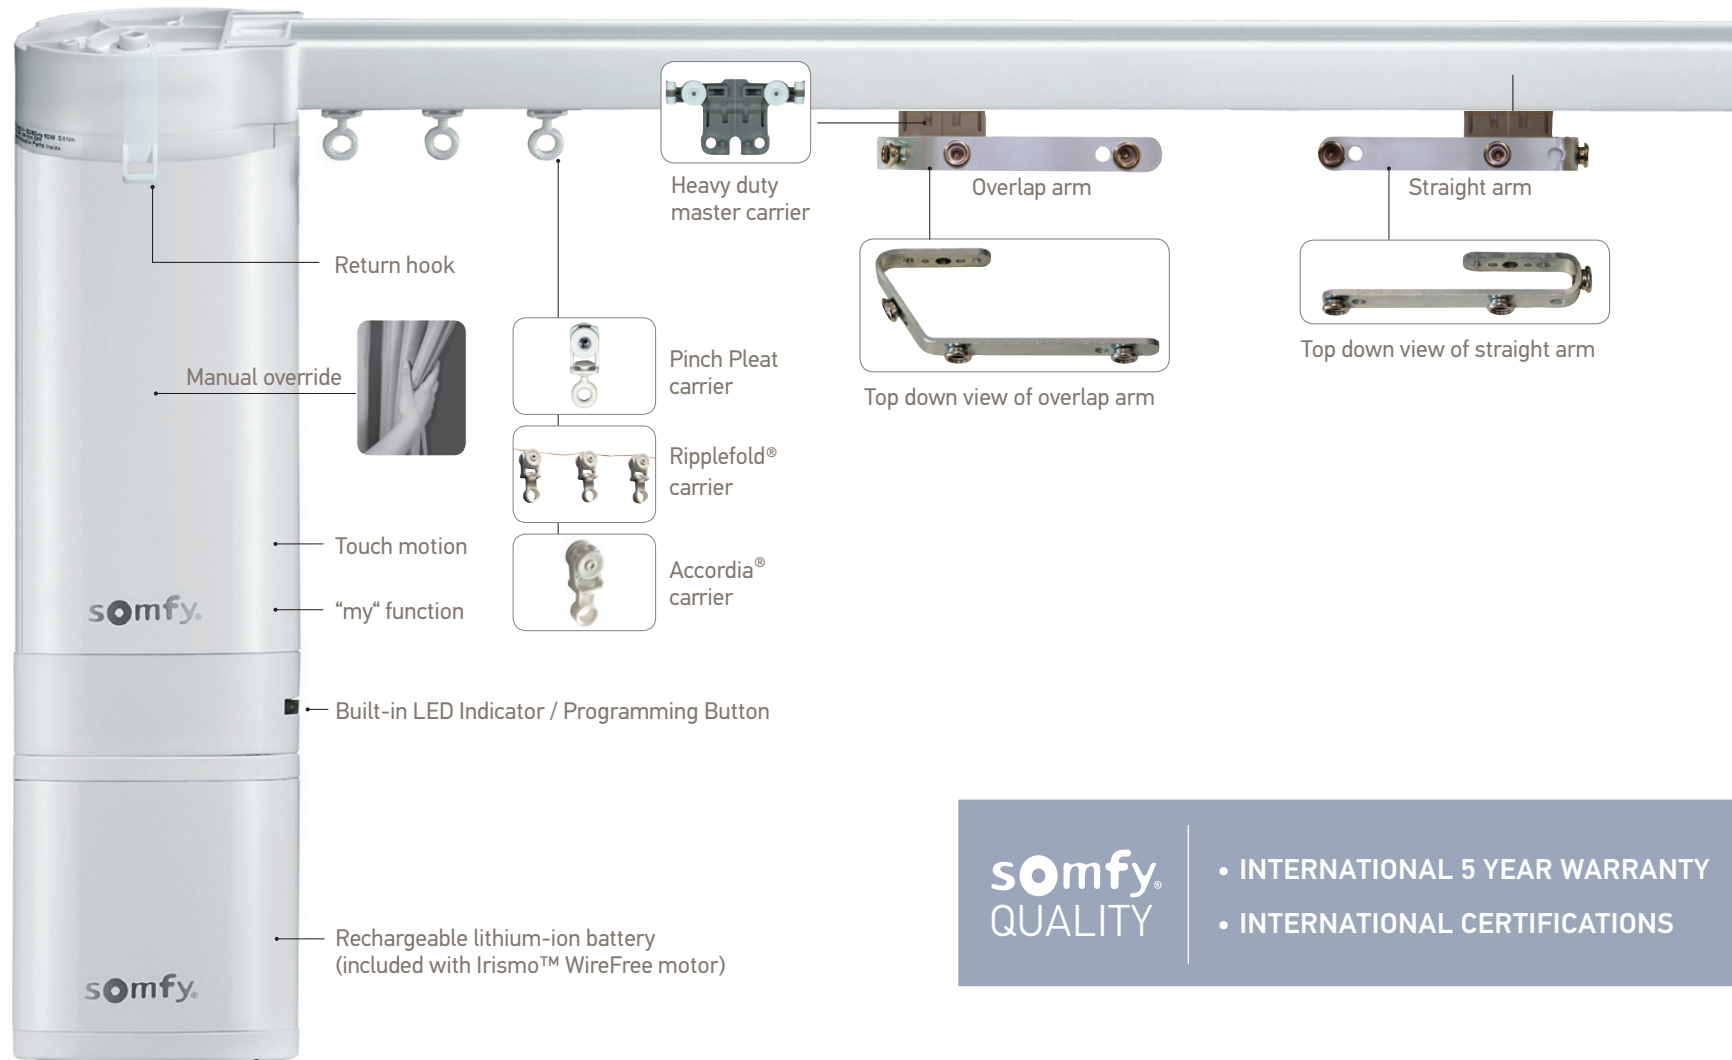 Heavy duty
master carrier
Overlap arm
Straight arm
Return hook
Manual override
Pinch Pleat
carrier
Top down view of overlap arm
Top down view of straight arm
Ripplefold®
carrier
Touch motion
Accordia®
carrier
somfy®
“my“ function
Built-in LED Indicator / Programming Button
Rechargeable lithium-ion battery
(included with Irismo™ WireFree motor)
somfy®
somfy®
QUALITY
• INTERNATIONAL 5 YEAR WARRANTY
• INTERNATIONAL CERTIFICATIONS